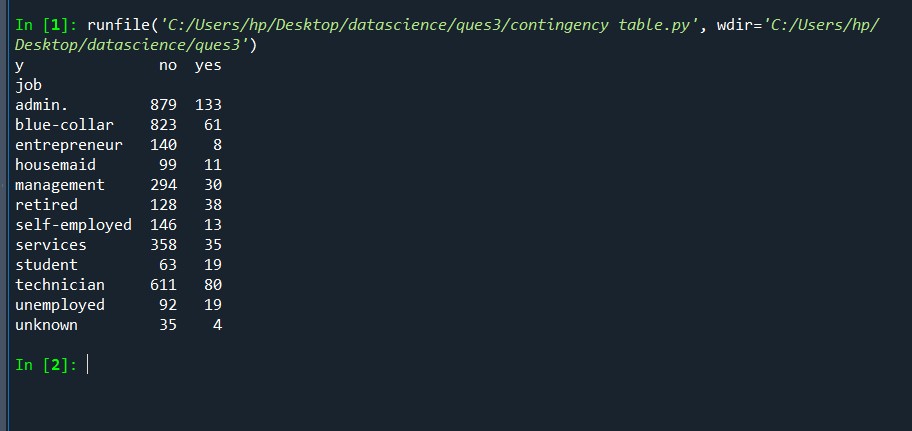 In [1]: runfile('C:/Users/hp/Desktop/datascience/ques3/contingency table.py', wdir='C:/Users/hp/
Desktop/datascience/ques3')
y                no  yes
job
admin.          879  133
blue-collar     823   61
entrepreneur    140    8
housemaid        99   11
management      294   30
retired         128   38
self-employed   146   13
services        358   35
student          63   19
technician      611   80
unemployed       92   19
unknown          35    4
In [2]: